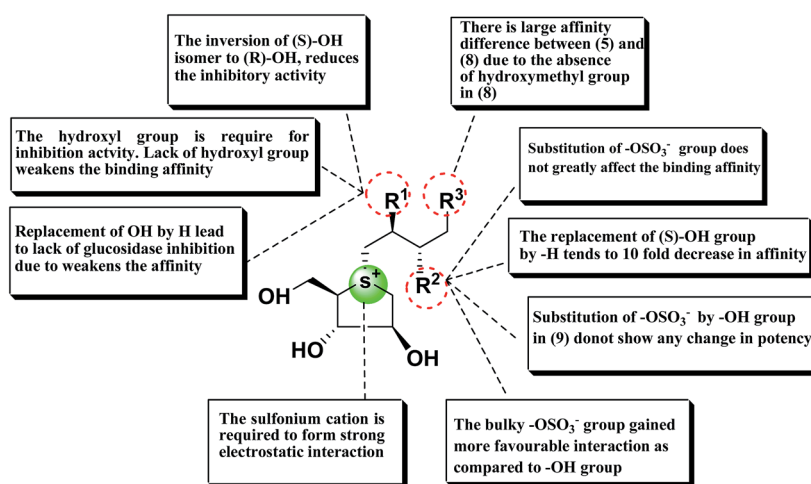 The inversion of (S)-OH
isomer to (R)-OH, reduces
the inhibitory activity
There is large affinity
difference between (5) and
(8) due to the absence
of hydroxymethyl group
in (8)
The hydroxyl group is require for
inhibition actvity. Lack of hydroxyl group
weakens the binding affinity
Substitution of -OSO₃⁻ group does
not greatly affect the binding affinity
Replacement of OH by H lead
to lack of glucosidase inhibition
due to weakens the affinity
The replacement of (S)-OH group
by -H tends to 10 fold decrease in affinity
Substitution of -OSO₃⁻ by -OH group
in (9) donot show any change in potency
R¹
R³
S⁺
R²
OH
HO
OH
The sulfonium cation is
required to form strong
electrostatic interaction
The bulky -OSO₃⁻ group gained
more favourable interaction as
compared to -OH group